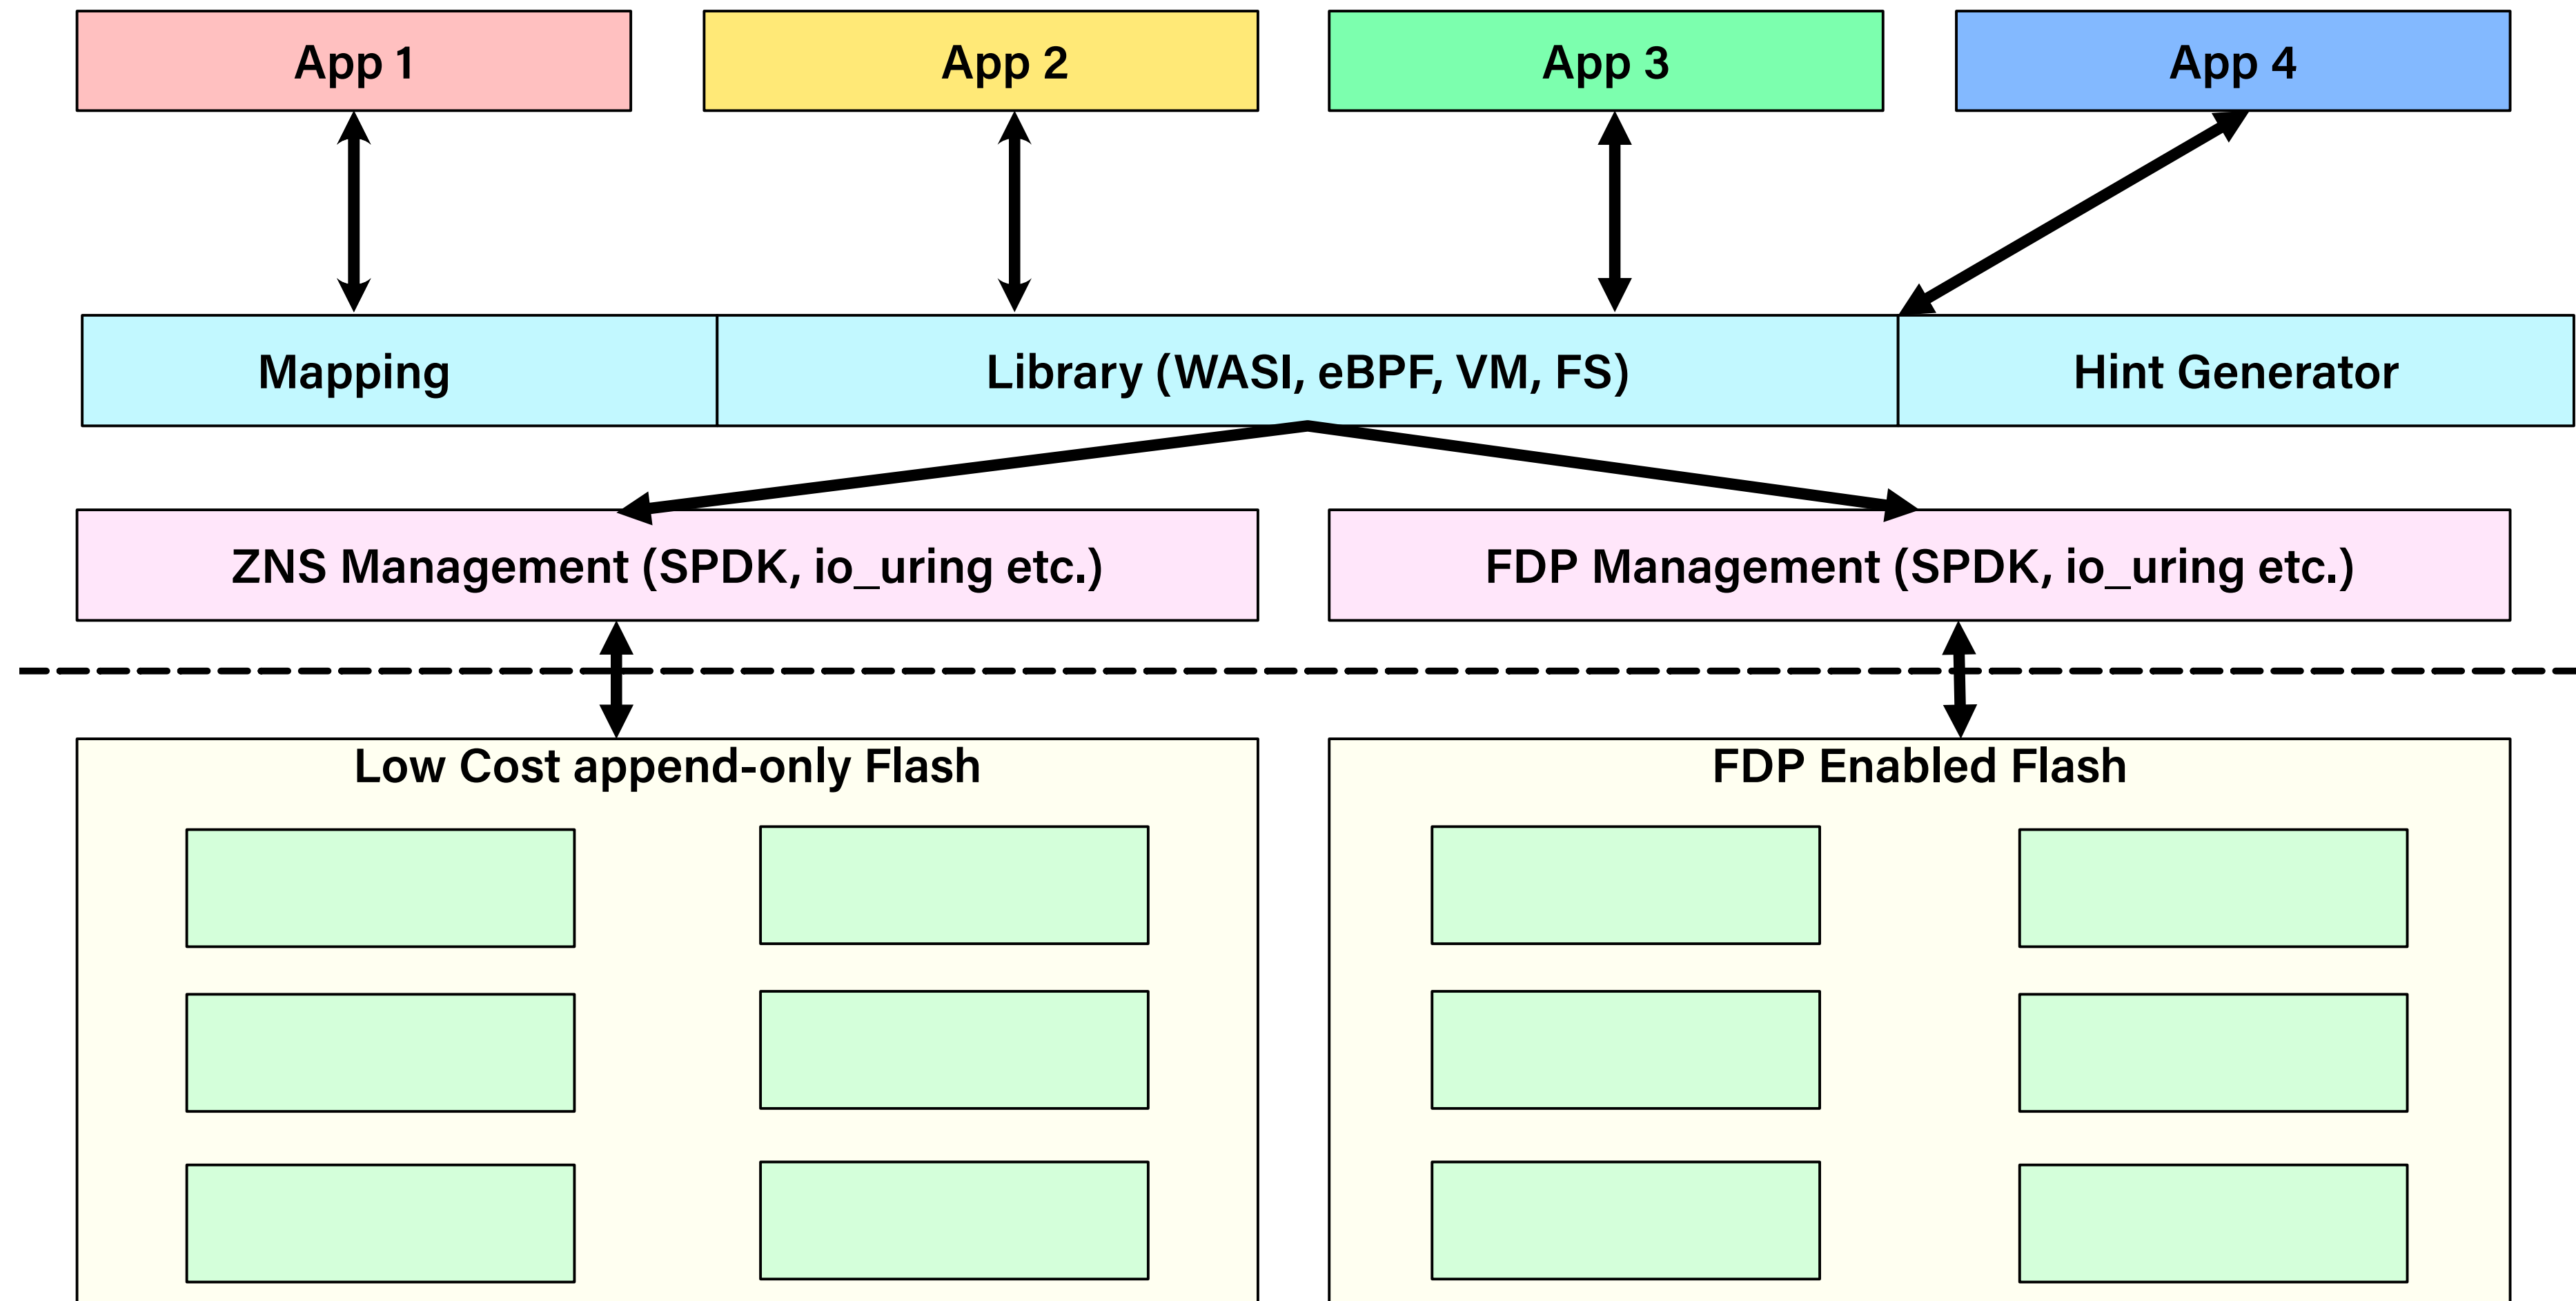 App 1
App 2
App 3
App 4
Mapping
Library (WASI, eBPF, VM, FS)
Hint Generator
ZNS Management (SPDK, io_uring etc.)
FDP Management (SPDK, io_uring etc.)
Low Cost append-only Flash
FDP Enabled Flash